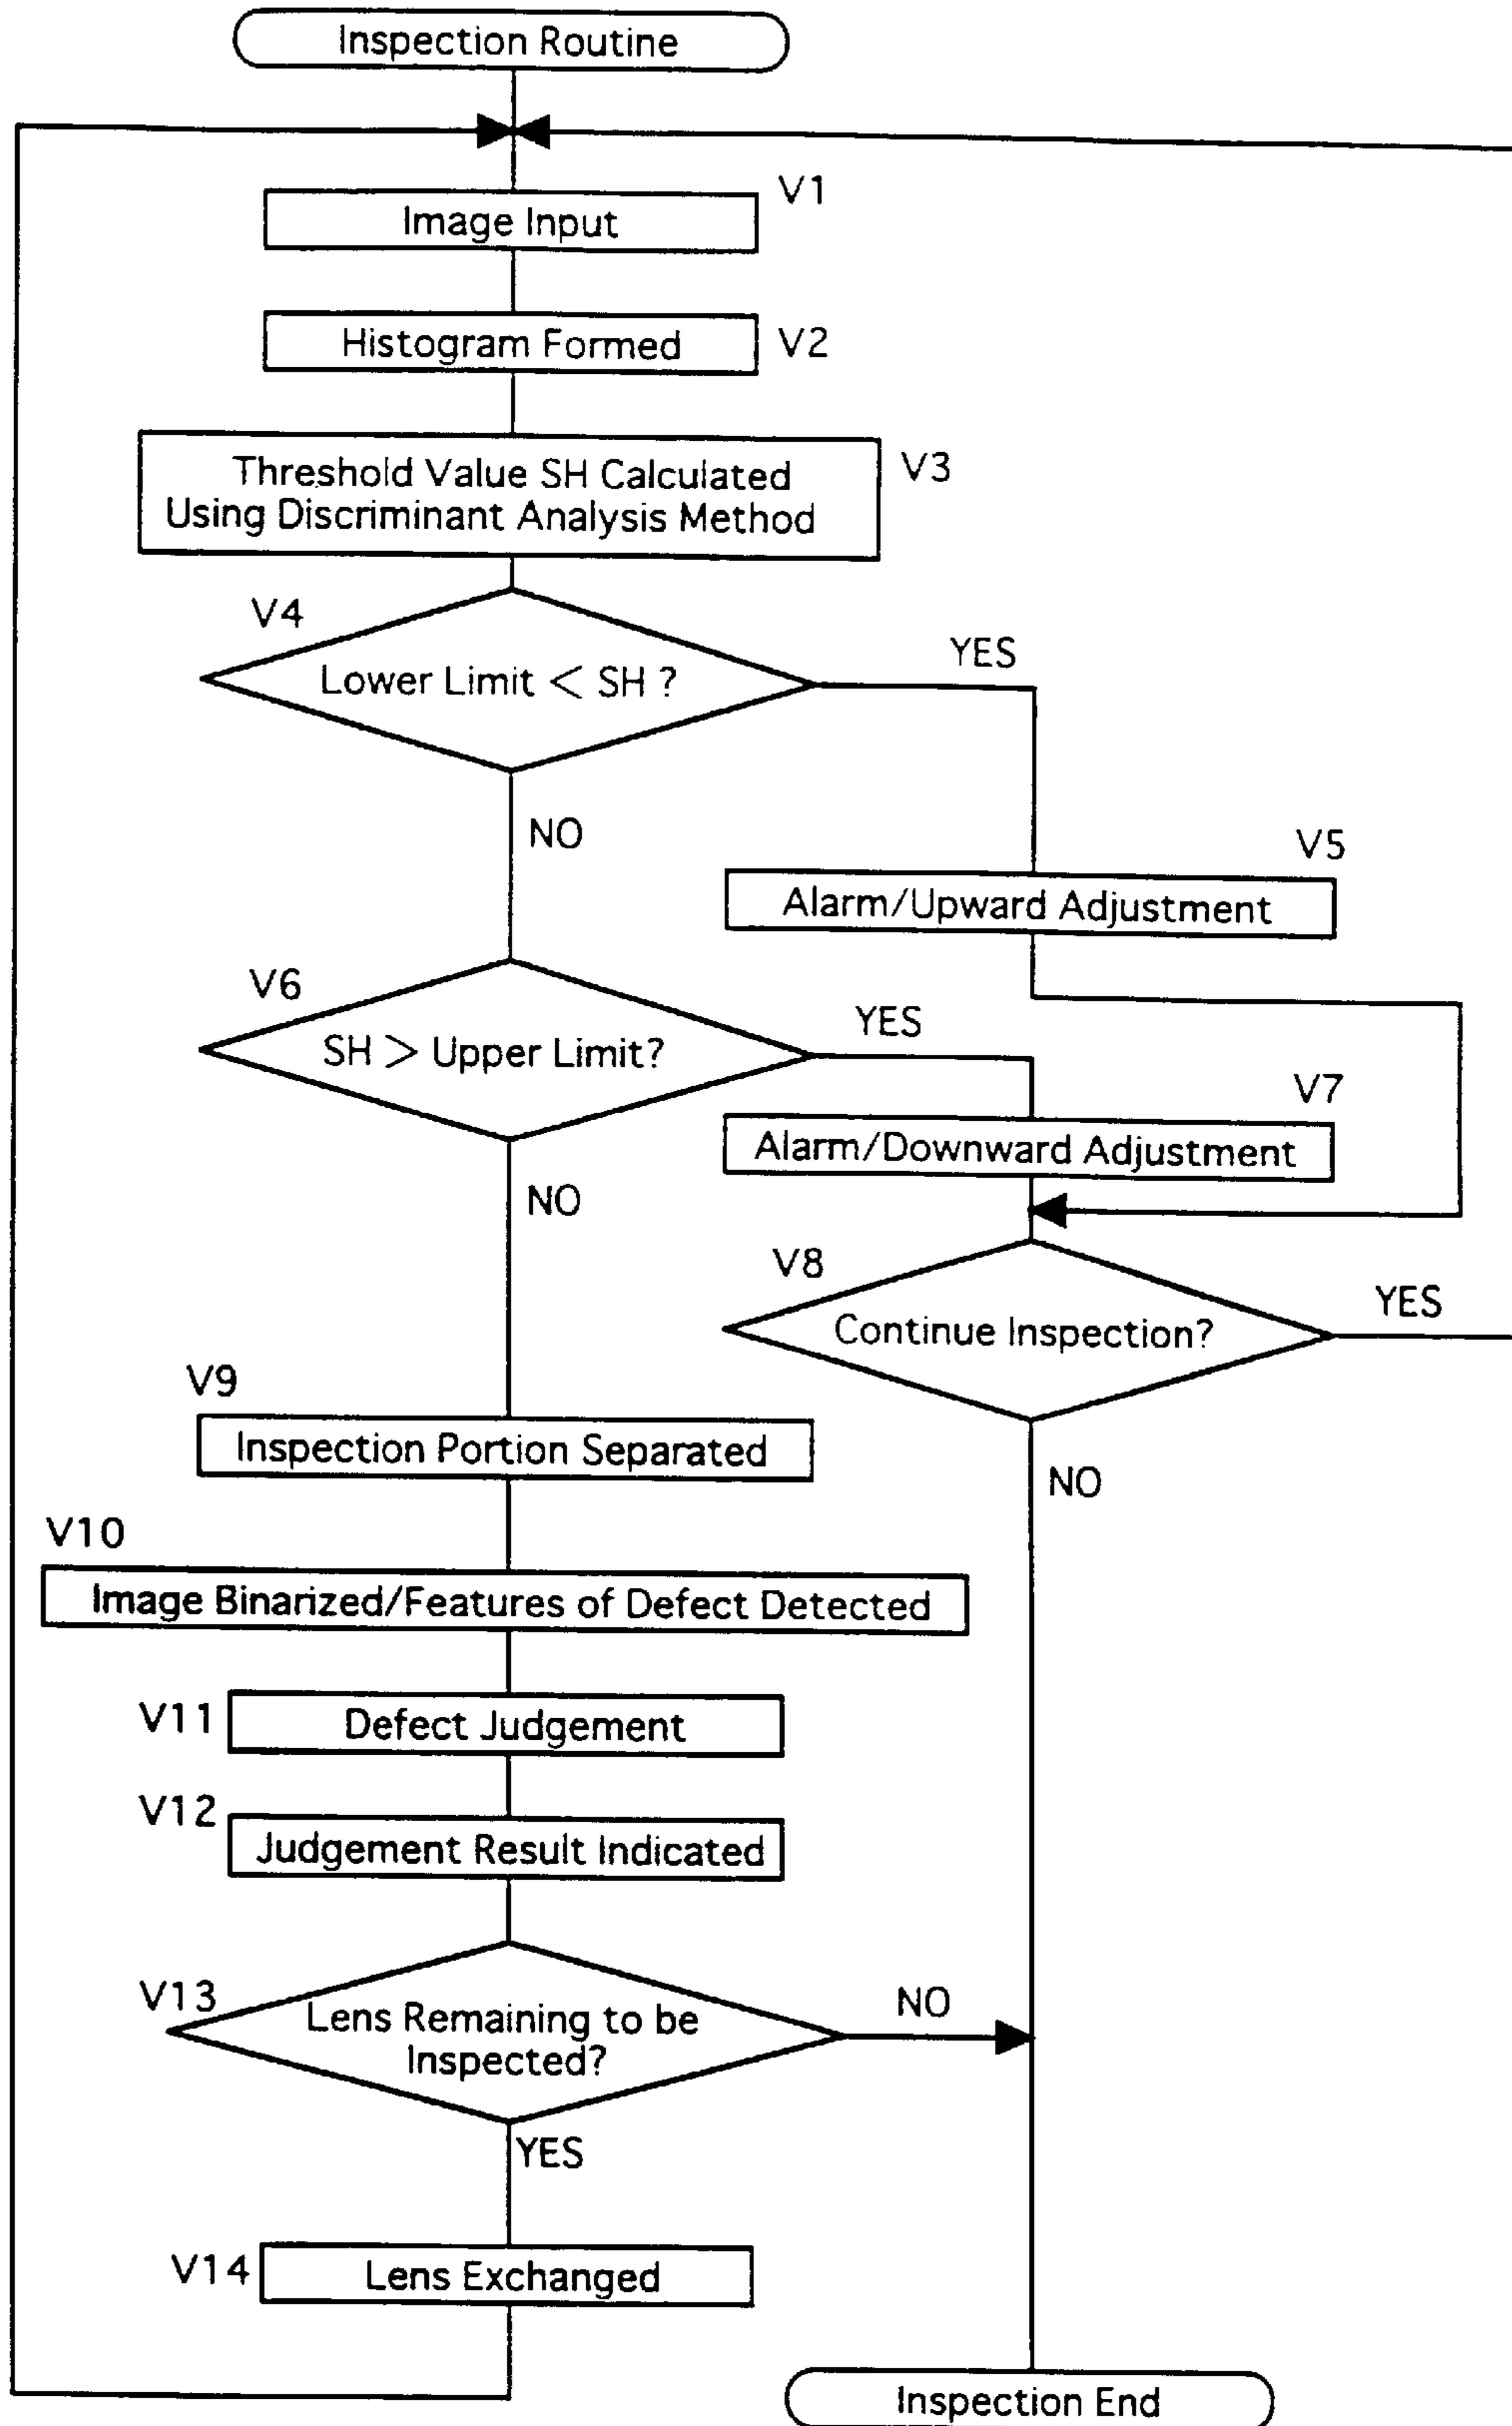 Inspection Routine
V1
Image Input
Histogram Formed
V2
Threshold Value SH Calculated
Using Discriminant Analysis Method
V3
V4
Lower Limit < SH ?
YES
NO
V5
Alarm/Upward Adjustment
V6
SH > Upper Limit?
YES
V7
Alarm/Downward Adjustment
NO
V8
Continue Inspection?
YES
V9
Inspection Portion Separated
NO
V10
Image Binarized/Features of Defect Detected
V11
Defect Judgement
V12
Judgement Result Indicated
V13
Lens Remaining to be
Inspected?
NO
YES
V14
Lens Exchanged
Inspection End